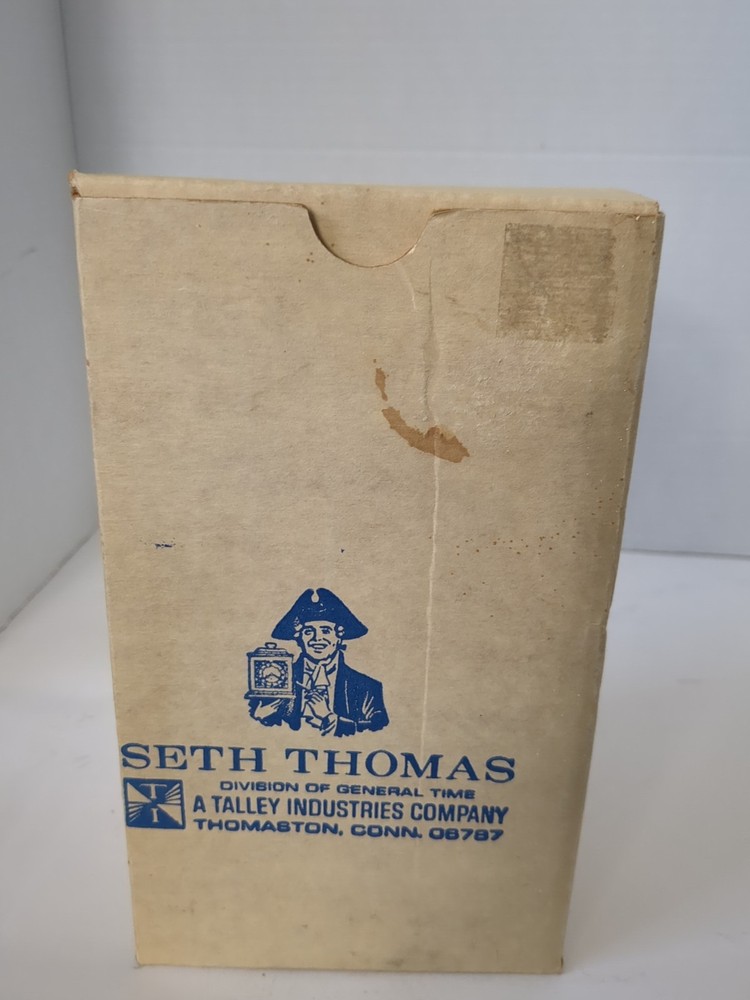 SETH THOMAS
DIVISION OF GENERAL TIME
T I
A TALLEY INDUSTRIES COMPANY
THOMASTON, CONN. 06787